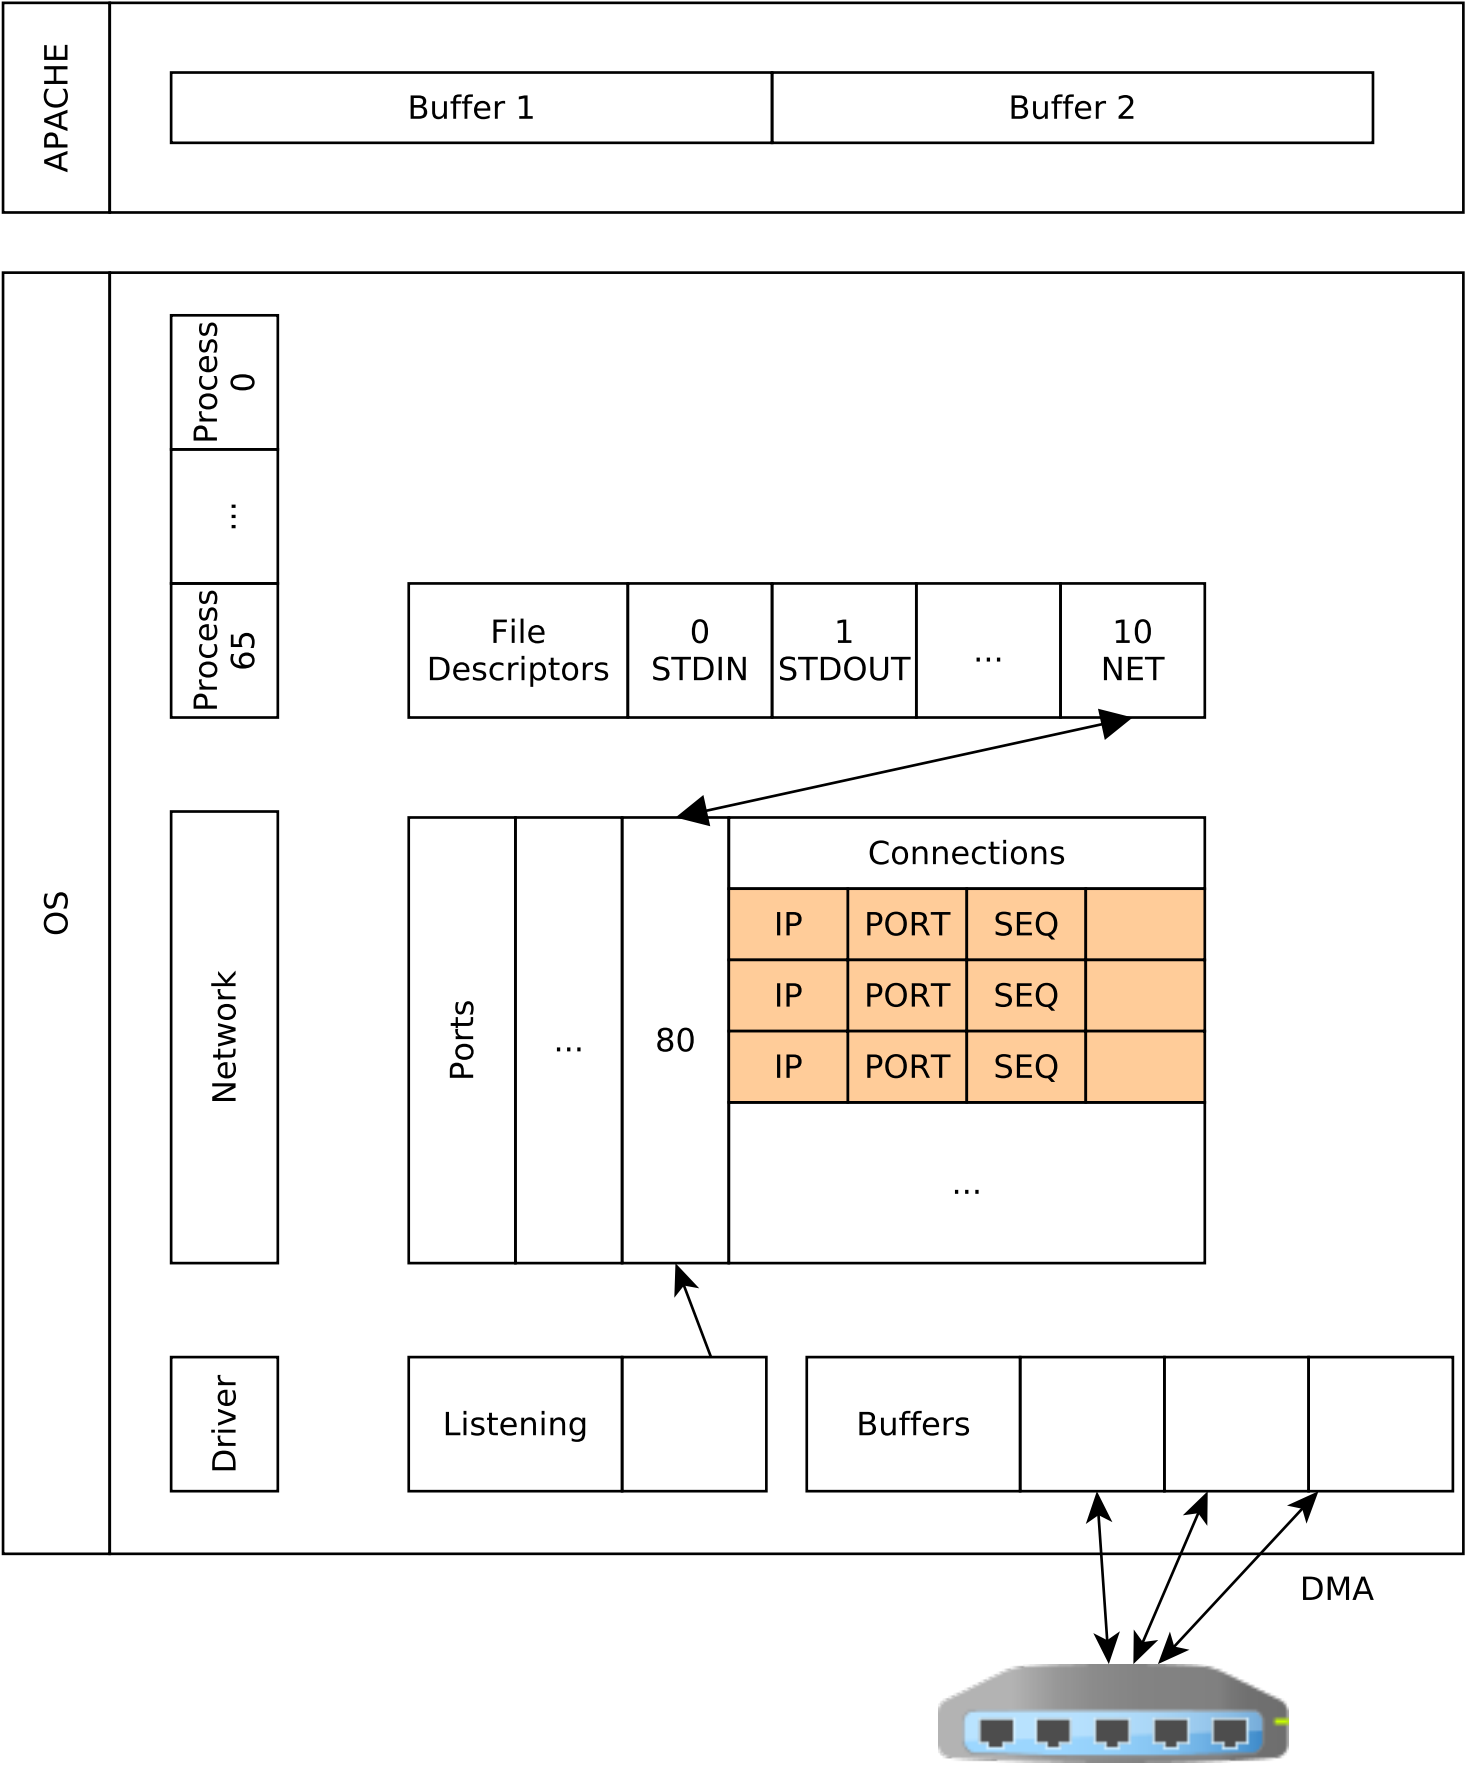 APACHE
Buffer 1
Buffer 2
OS
Process
0
...
Process
65
File
Descriptors
0
STDIN
1
STDOUT
...
10
NET
Network
Ports
...
80
Connections
IP
PORT
SEQ
IP
PORT
SEQ
IP
PORT
SEQ
...
Driver
Listening
Buffers
DMA